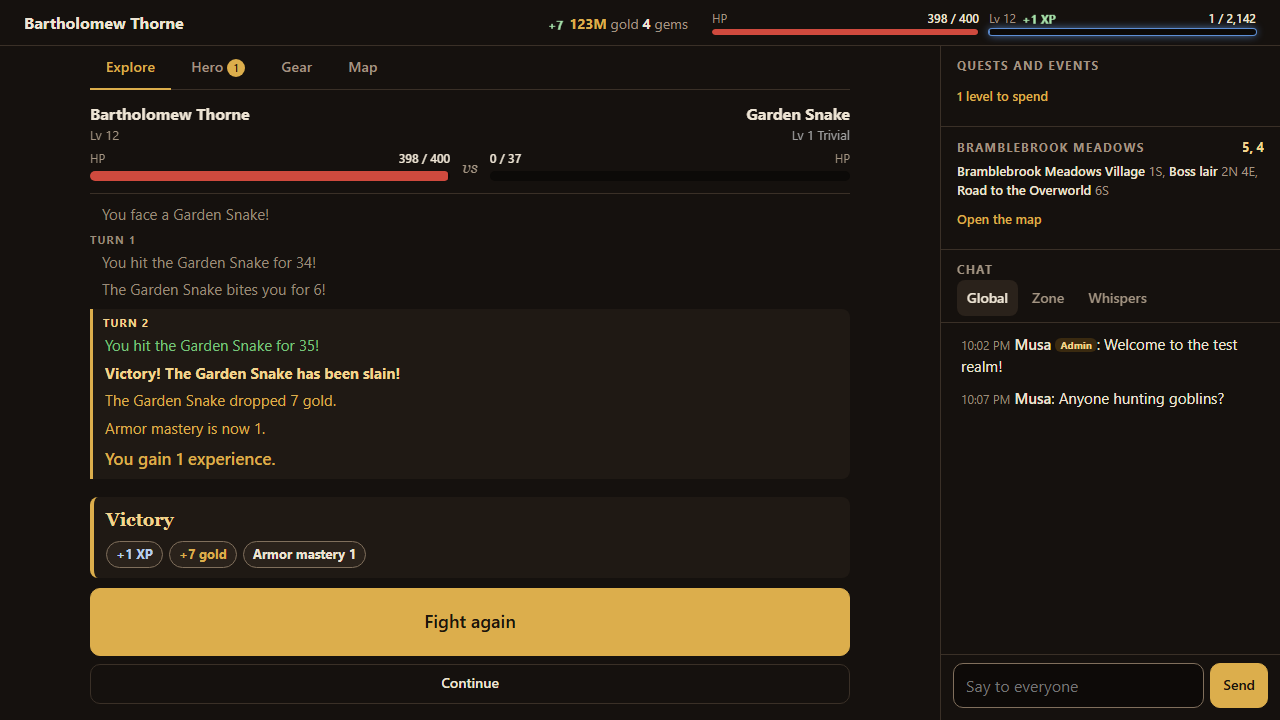 Bartholomew Thorne
+7 123M gold 4 gems
HP 398 / 400
Lv 12 +1 XP 1 / 2,142
Explore Hero 1 Gear Map
Bartholomew Thorne
Lv 12
HP 398 / 400
vs
Garden Snake
Lv 1 Trivial
0 / 37 HP
You face a Garden Snake!
TURN 1
You hit the Garden Snake for 34!
The Garden Snake bites you for 6!
TURN 2
You hit the Garden Snake for 35!
Victory! The Garden Snake has been slain!
The Garden Snake dropped 7 gold.
Armor mastery is now 1.
You gain 1 experience.
Victory
+1 XP +7 gold Armor mastery 1
Fight again
Continue
QUESTS AND EVENTS
1 level to spend
BRAMBLEBROOK MEADOWS 5, 4
Bramblebrook Meadows Village 1S, Boss lair 2N 4E,
Road to the Overworld 6S
Open the map
CHAT
Global Zone Whispers
10:02 PM Musa Admin: Welcome to the test
realm!
10:07 PM Musa: Anyone hunting goblins?
Say to everyone Send